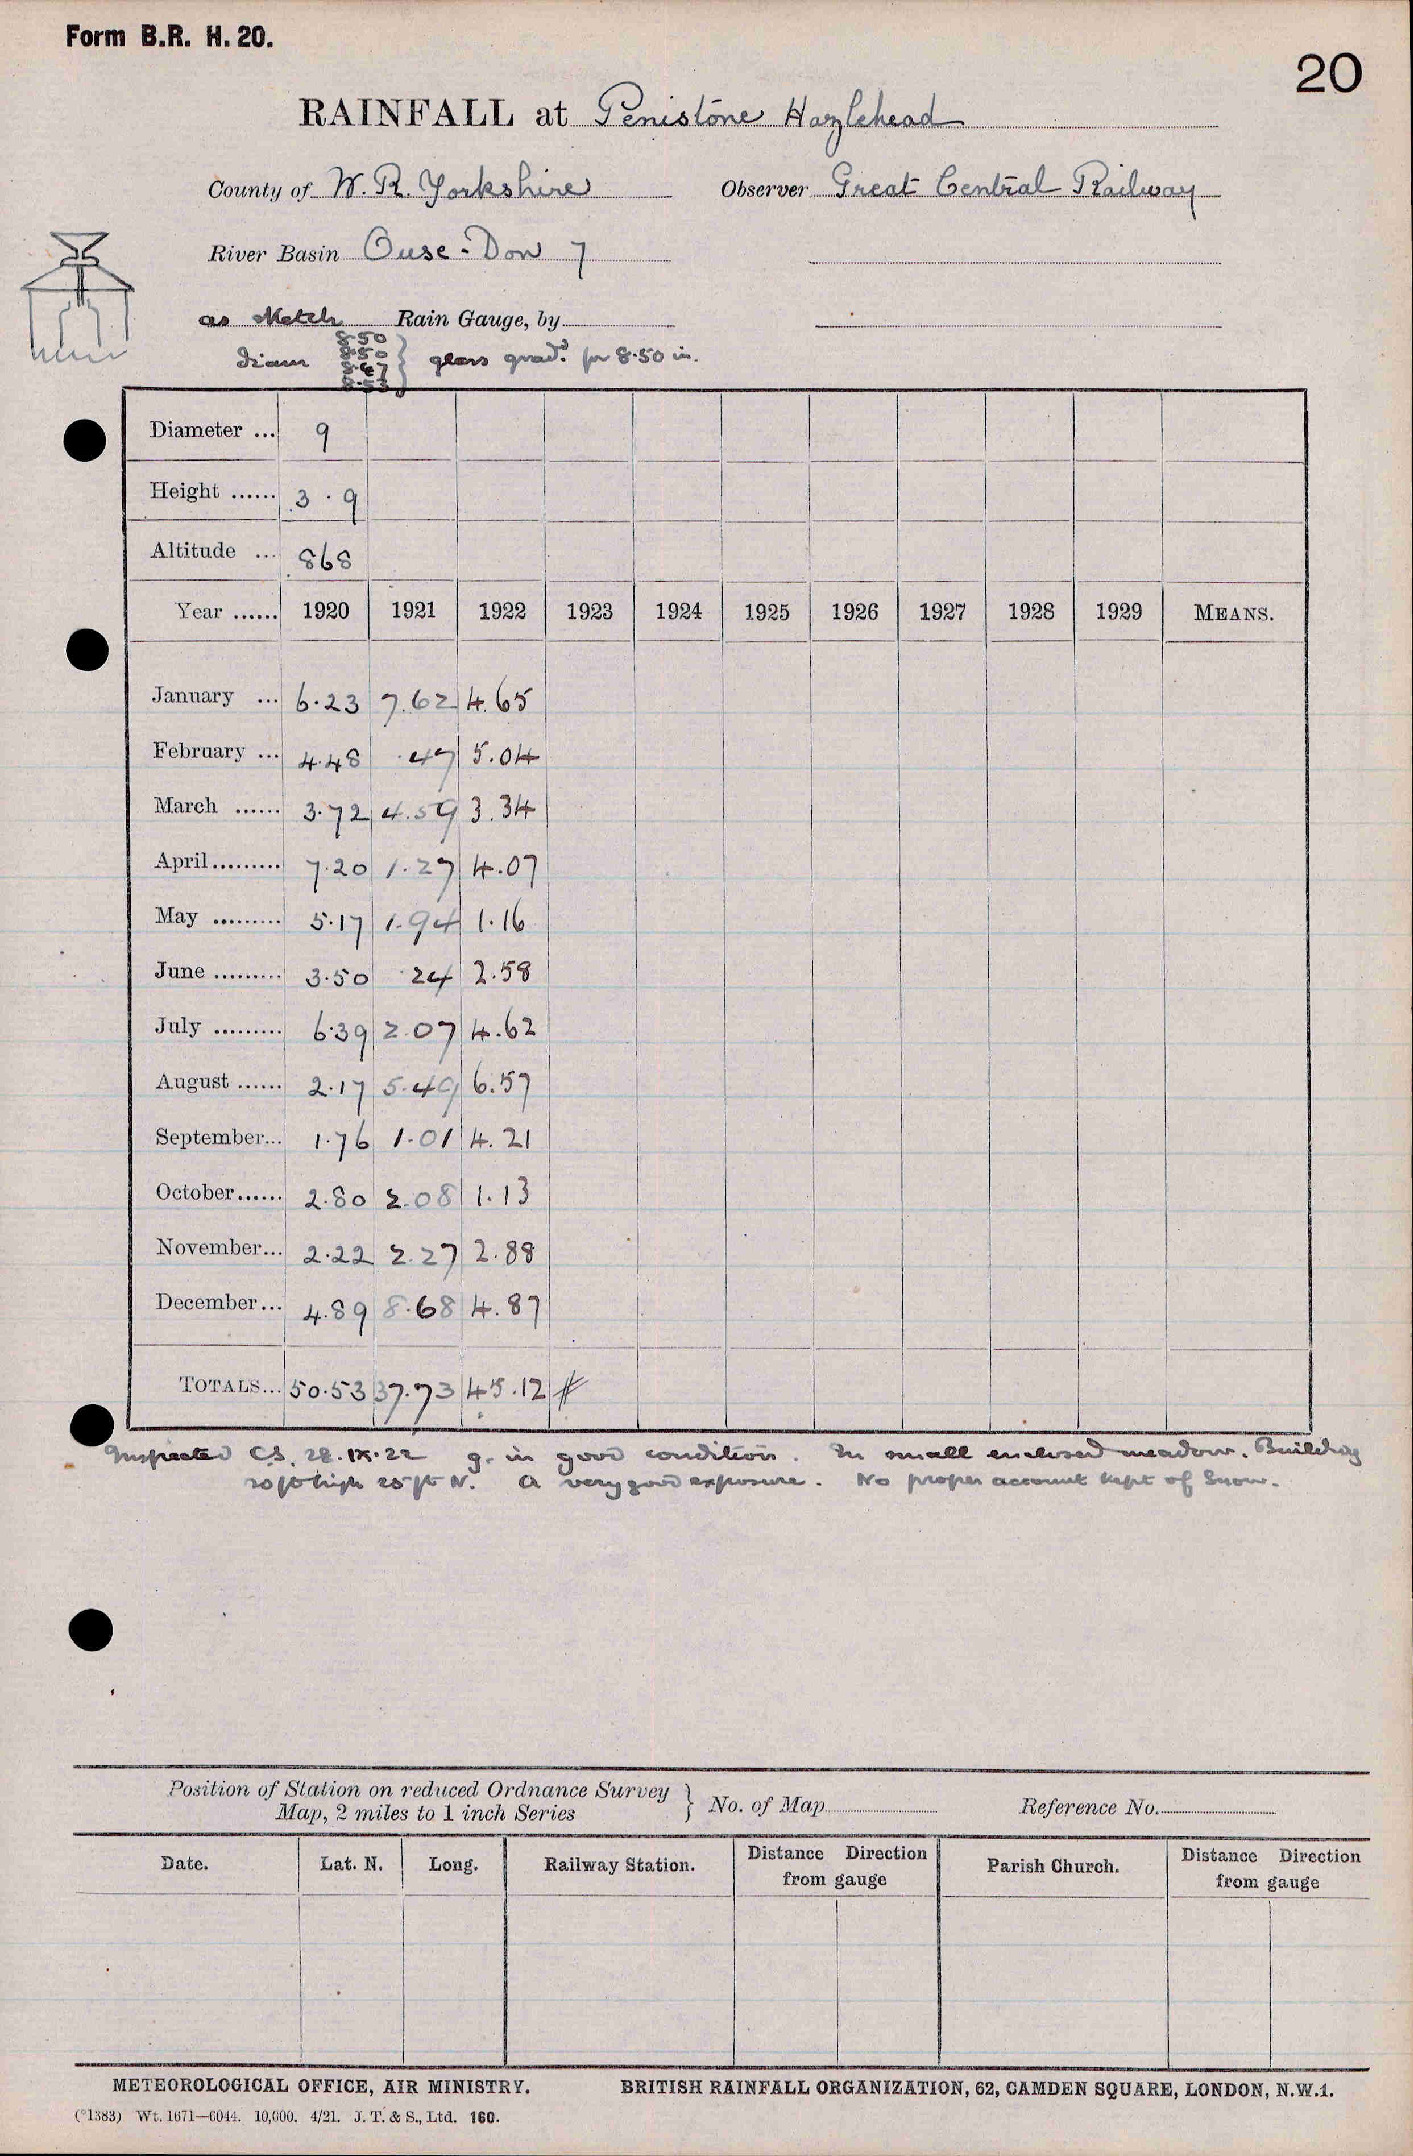 Form B.R. H. 20.
20
RAINFALL at Penistone Hazlehead
County of W. R. Yorkshire Observer Great Central Railway
River Basin Ouse - Don 7
as sketch Rain Gauge, by
diam 8.50 8.50 8.47 8.53 } glass grad.d for 8.50 in.
Diameter ... 9
Height ...... 3 . 9
Altitude ... 868
Year ...... 1920 1921 1922 1923 1924 1925 1926 1927 1928 1929 MEANS.
January ... 6.23 7.62 4.65
February ... 4.48 .47 5.04
March ...... 3.72 4.59 3.34
April ......... 7.20 1.27 4.07
May ......... 5.17 1.94 1.16
June ......... 3.50 .24 2.58
July ......... 6.39 2.07 4.62
August ...... 2.17 5.49 6.57
September... 1.76 1.01 4.21
October...... 2.80 2.08 1.13
November... 2.22 2.27 2.88
December... 4.89 8.68 4.87
TOTALS... 50.53 37.73 45.12
Inspected C.S. 28.IX.22 g. in good condition. In small enclosed meadow. Building
20 ft high 25 ft N. A very good exposure. No proper account kept of Snow.
Position of Station on reduced Ordnance Survey Map, 2 miles to 1 inch Series } No. of Map Reference No.
Date. Lat. N. Long. Railway Station. Distance Direction from gauge Parish Church. Distance Direction from gauge
METEOROLOGICAL OFFICE, AIR MINISTRY. BRITISH RAINFALL ORGANIZATION, 62, CAMDEN SQUARE, LONDON, N.W.1.
(*1383) Wt. 1671—6044. 10,000. 4/21. J. T. & S., Ltd. 160.